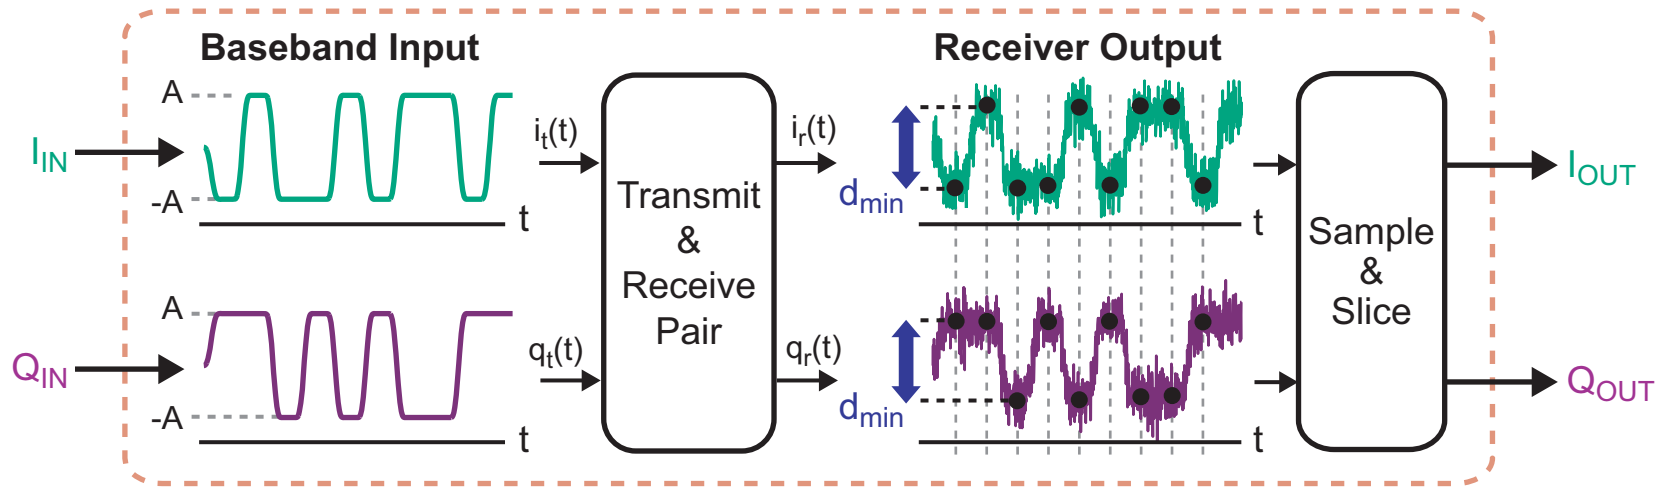 Baseband Input
Receiver Output
A
-A
t
I_IN
i_t(t)
Transmit
&
Receive
Pair
i_r(t)
d_min
t
I_OUT
Sample
&
Slice
A
-A
t
Q_IN
q_t(t)
q_r(t)
d_min
t
Q_OUT